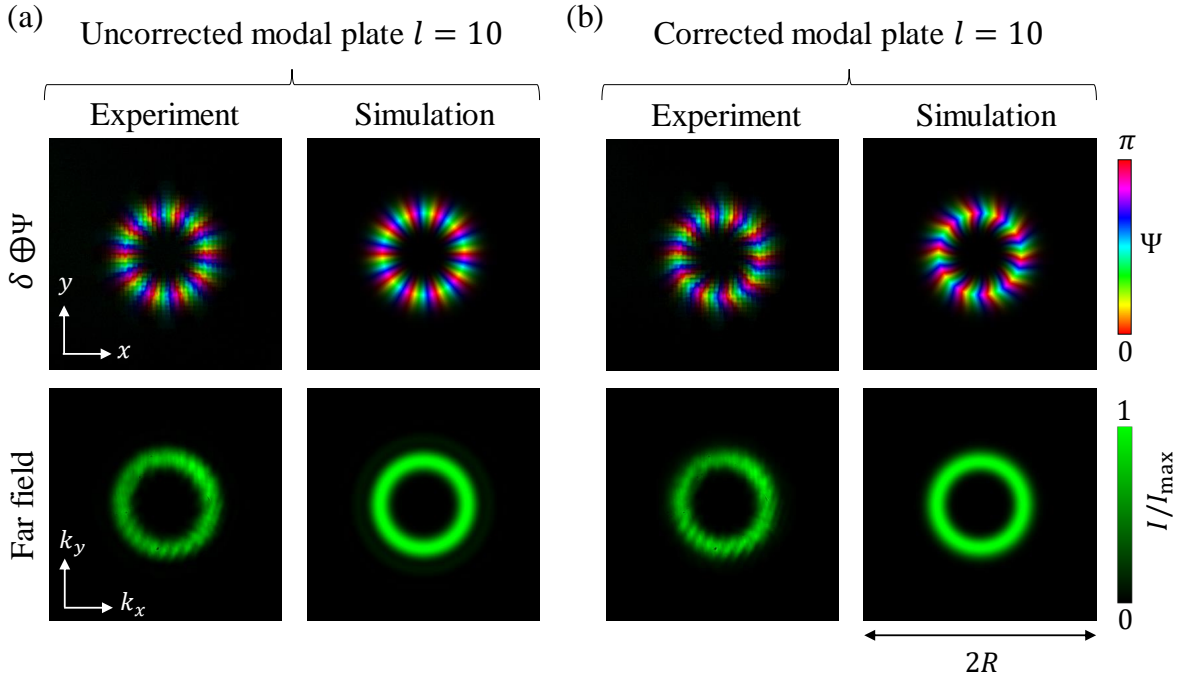 (a)
Uncorrected modal plate l = 10
Experiment
Simulation
δ ⊕ Ψ
y
x
Far field
k_y
k_x
(b)
Corrected modal plate l = 10
Experiment
Simulation
π
Ψ
0
1
I/I_max
0
2R